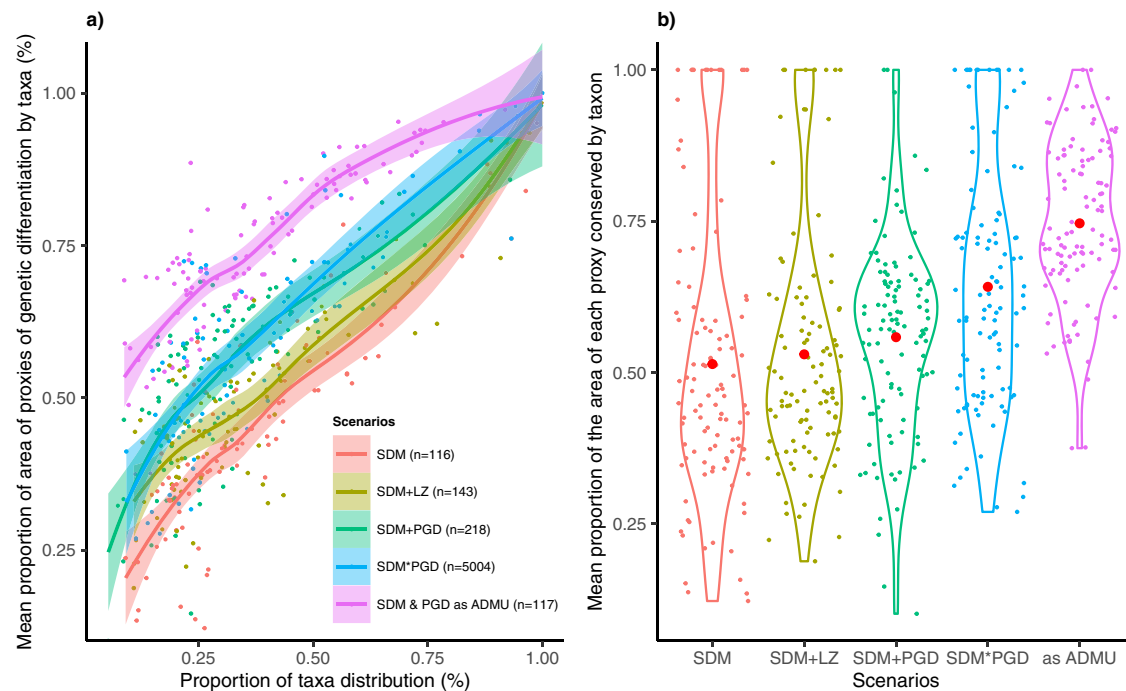 a)
Mean proportion of area of proxies of genetic differentiation by taxa (%)
1.00
0.75
0.50
0.25
Scenarios
SDM (n=116)
SDM+LZ (n=143)
SDM+PGD (n=218)
SDM*PGD (n=5004)
SDM & PGD as ADMU (n=117)
0.25 0.50 0.75 1.00
Proportion of taxa distribution (%)
b)
Mean proportion of the area of each proxy conserved by taxon
1.00
0.75
0.50
0.25
SDM SDM+LZ SDM+PGD SDM*PGD as ADMU
Scenarios